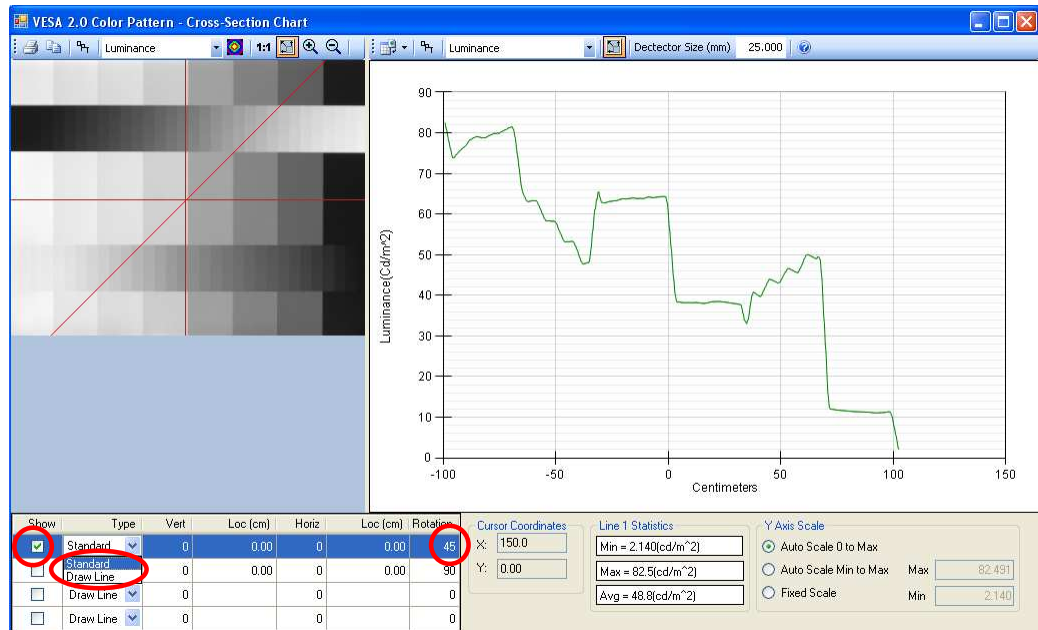 VESA 2.0 Color Pattern - Cross-Section Chart
Luminance
1:1
Luminance
Dectector Size (mm) 25.000
90
80
70
60
50
40
30
20
10
0
Luminance(Cd/m^2)
-100 -50 0 50 100 150
Centimeters
Show Type Vert Loc (cm) Horiz Loc (cm) Rotation
Standard 0 0.00 0 0.00 45
Standard
Draw Line
0 0.00 0 0.00 90
Draw Line 0 0 0
Draw Line 0 0 0
Cursor Coordinates
X: 150.0
Y: 0.00
Line 1 Statistics
Min = 2.140(cd/m^2)
Max = 82.5(cd/m^2)
Avg = 48.8(cd/m^2)
Y Axis Scale
Auto Scale 0 to Max
Auto Scale Min to Max Max 82.491
Fixed Scale Min 2.140